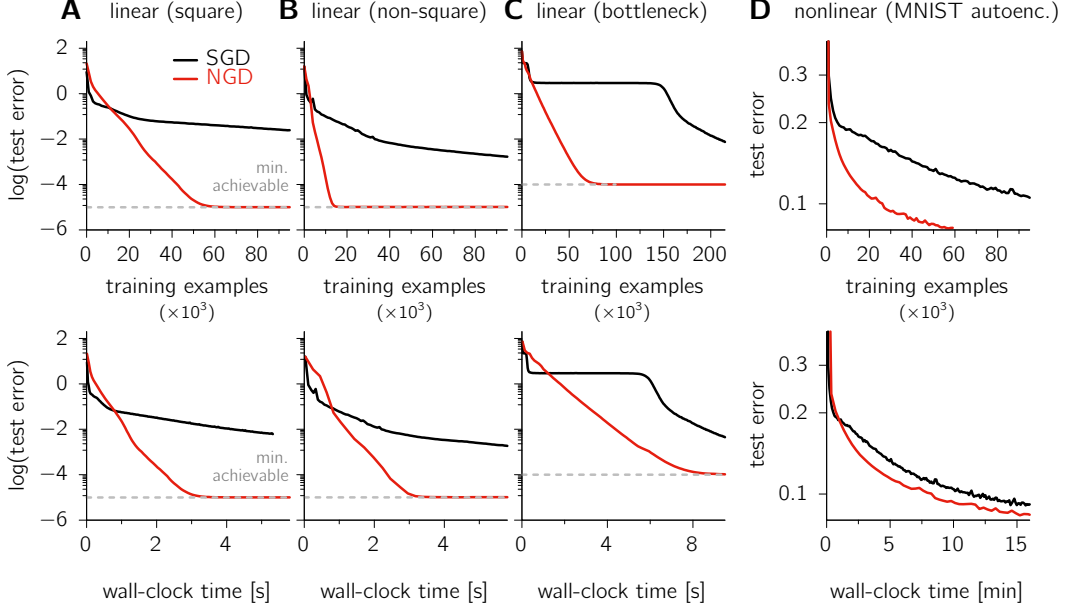 A linear (square) B linear (non-square) C linear (bottleneck) D nonlinear (MNIST autoenc.)
SGD
NGD
log(test error)
2
0
−2
−4
−6
min.
achievable
test error
0.3
0.2
0.1
0 20 40 60 80
0 20 40 60 80
0 50 100 150 200
0 20 40 60 80
training examples training examples training examples training examples
(×10³) (×10³) (×10³) (×10³)
log(test error)
2
0
−2
−4
−6
min.
achievable
test error
0.3
0.2
0.1
0 2 4
0 2 4
0 4 8
0 5 10 15
wall-clock time [s] wall-clock time [s] wall-clock time [s] wall-clock time [min]